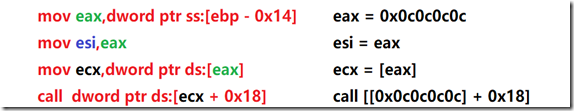 mov eax,dword ptr ss:[ebp - 0x14] eax = 0x0c0c0c0c
mov esi,eax esi = eax
mov ecx,dword ptr ds:[eax] ecx = [eax]
call dword ptr ds:[ecx + 0x18] call [[0x0c0c0c0c] + 0x18]